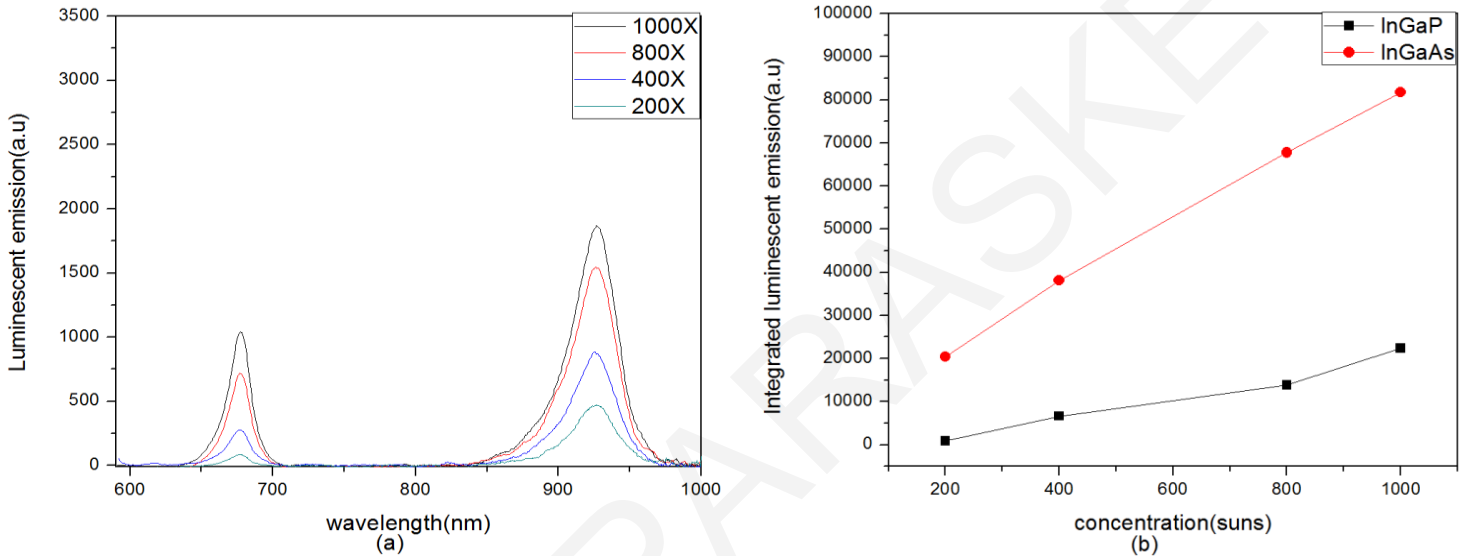 3500
3000
2500
2000
1500
1000
500
0
600
700
800
900
1000
Luminescent emission(a.u)
wavelength(nm)
(a)
1000X
800X
400X
200X
100000
90000
80000
70000
60000
50000
40000
30000
20000
10000
0
200
400
600
800
1000
Integrated luminescent emission(a.u)
concentration(suns)
(b)
InGaP
InGaAs
PARASKE